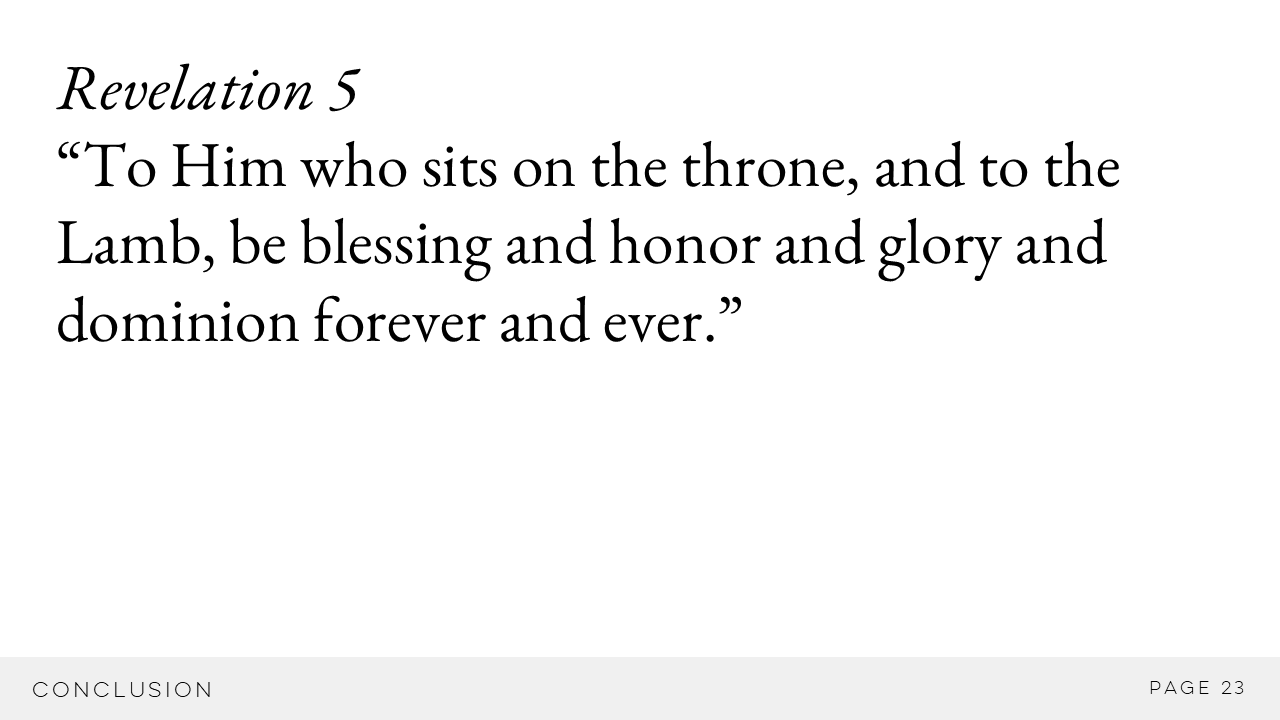 Revelation 5
“To Him who sits on the throne, and to the
Lamb, be blessing and honor and glory and
dominion forever and ever.”
CONCLUSION
PAGE 23